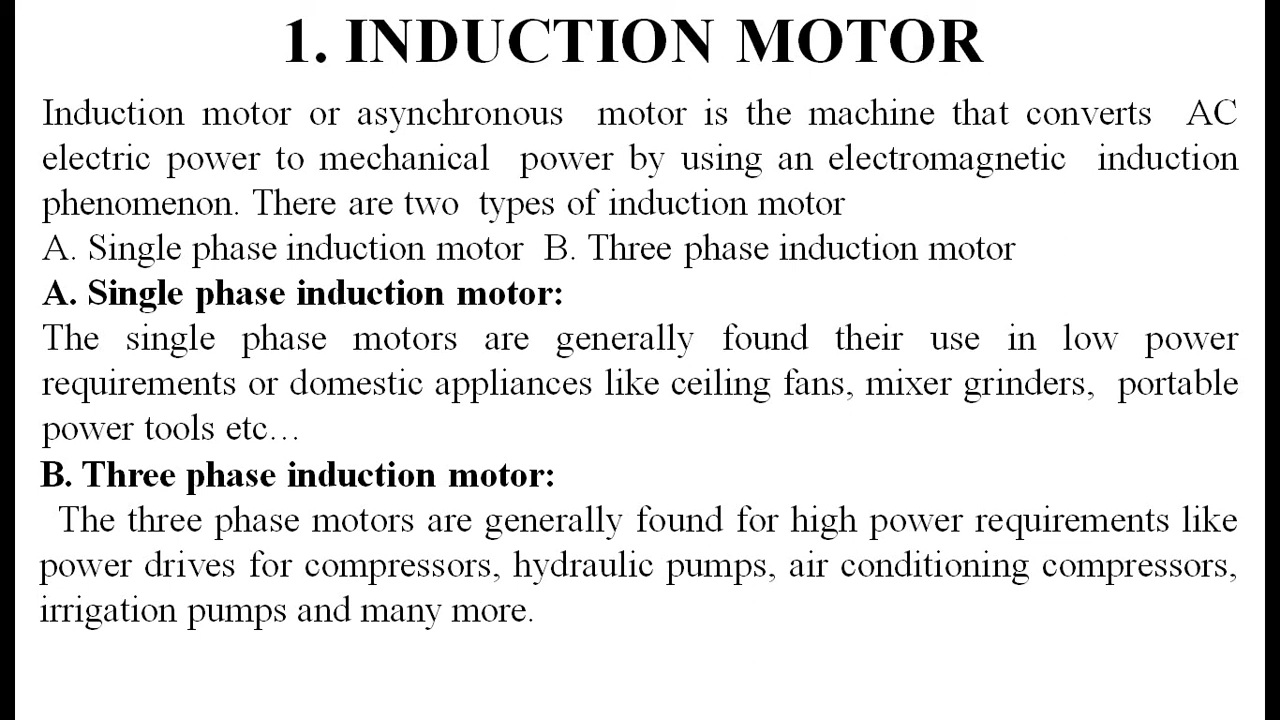 1. INDUCTION MOTOR
Induction motor or asynchronous motor is the machine that converts AC
electric power to mechanical power by using an electromagnetic induction
phenomenon. There are two types of induction motor
A. Single phase induction motor B. Three phase induction motor
A. Single phase induction motor:
The single phase motors are generally found their use in low power
requirements or domestic appliances like ceiling fans, mixer grinders, portable
power tools etc…
B. Three phase induction motor:
The three phase motors are generally found for high power requirements like
power drives for compressors, hydraulic pumps, air conditioning compressors,
irrigation pumps and many more.